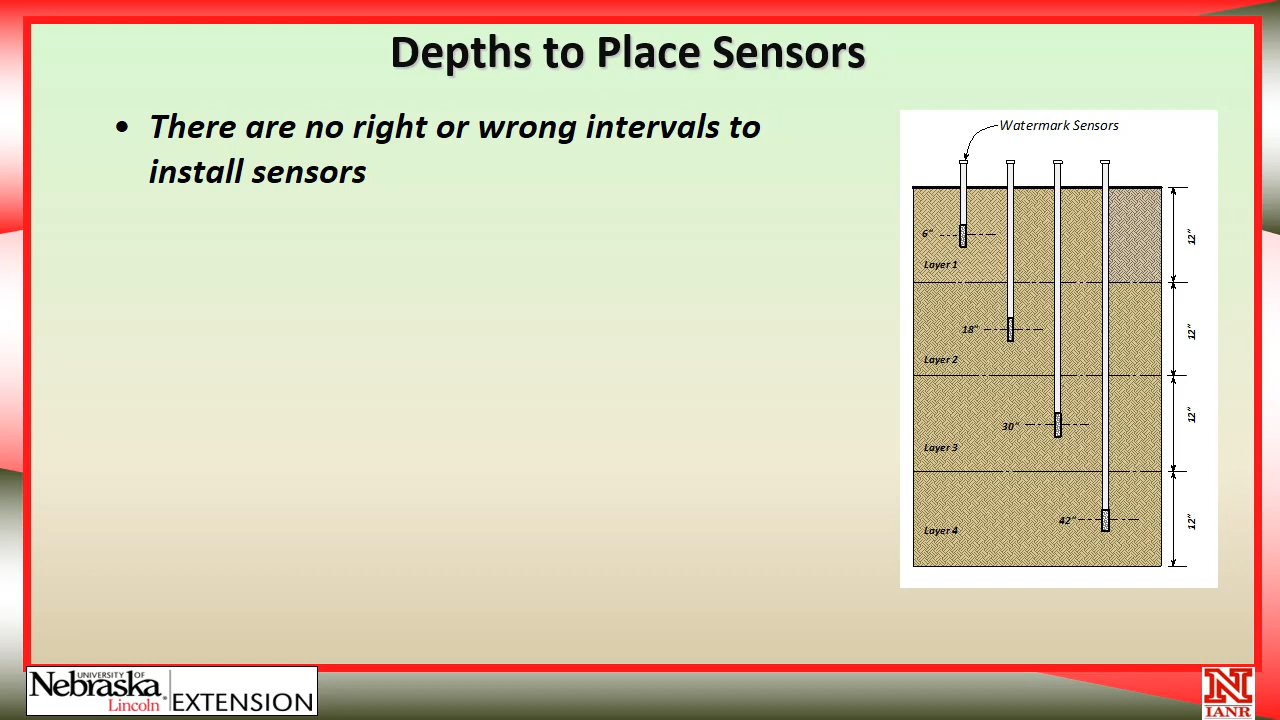 Depths to Place Sensors
• There are no right or wrong intervals to
install sensors
Watermark Sensors
6"
12"
Layer 1
18"
12"
Layer 2
30"
12"
Layer 3
42"
12"
Layer 4
UNIVERSITY OF
Nebraska
Lincoln
EXTENSION
N
IANR